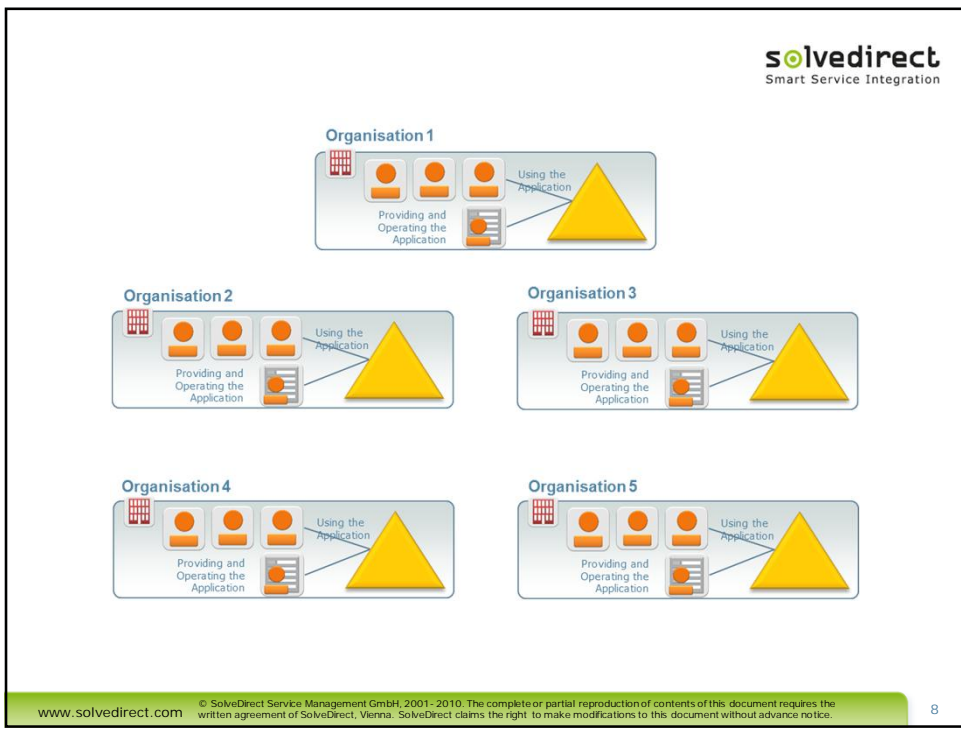 solvedirect
Smart Service Integration
Organisation 1
Using the
Application
Providing and
Operating the
Application
Organisation 2
Using the
Application
Providing and
Operating the
Application
Organisation 3
Using the
Application
Providing and
Operating the
Application
Organisation 4
Using the
Application
Providing and
Operating the
Application
Organisation 5
Using the
Application
Providing and
Operating the
Application
www.solvedirect.com
© SolveDirect Service Management GmbH, 2001 - 2010. The complete or partial reproduction of contents of this document requires the
written agreement of SolveDirect, Vienna. SolveDirect claims the right to make modifications to this document without advance notice.
8